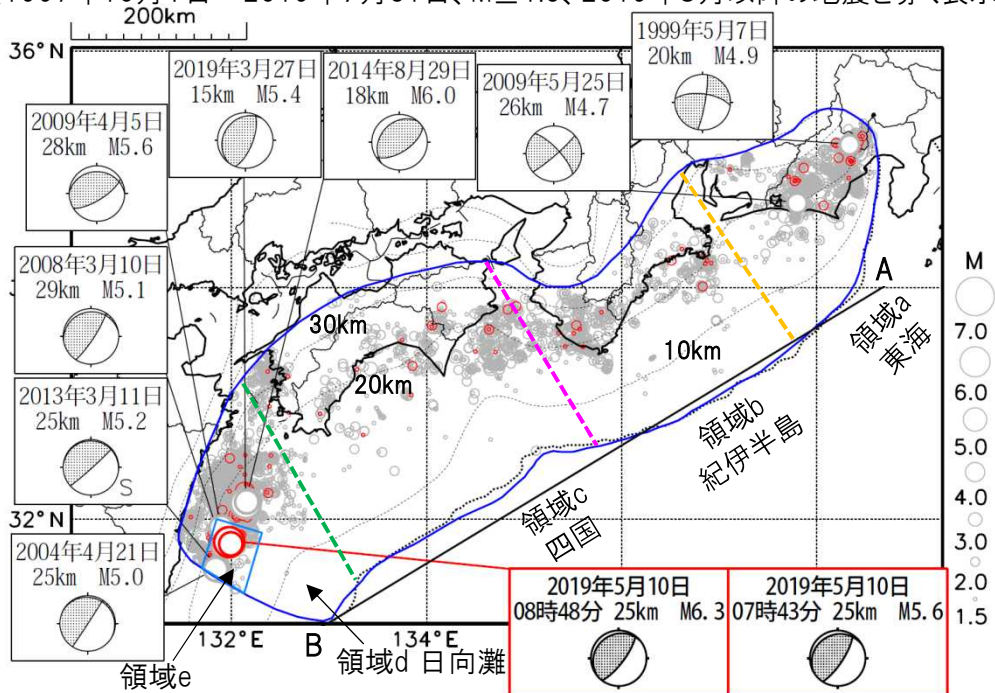 200km
36°N
1999年5月7日
20km M4.9
2019年3月27日
15km M5.4
2014年8月29日
18km M6.0
2009年5月25日
26km M4.7
2009年4月5日
28km M5.6
2008年3月10日
29km M5.1
2013年3月11日
25km M5.2
S
2004年4月21日
25km M5.0
30km
20km
10km
A
領域a
東海
領域b
紀伊半島
領域c
四国
32°N
M
7.0
6.0
5.0
4.0
3.0
2.0
1.5
2019年5月10日
08時48分 25km M6.3
2019年5月10日
07時43分 25km M5.6
132°E
B
134°E
領域e
領域d 日向灘